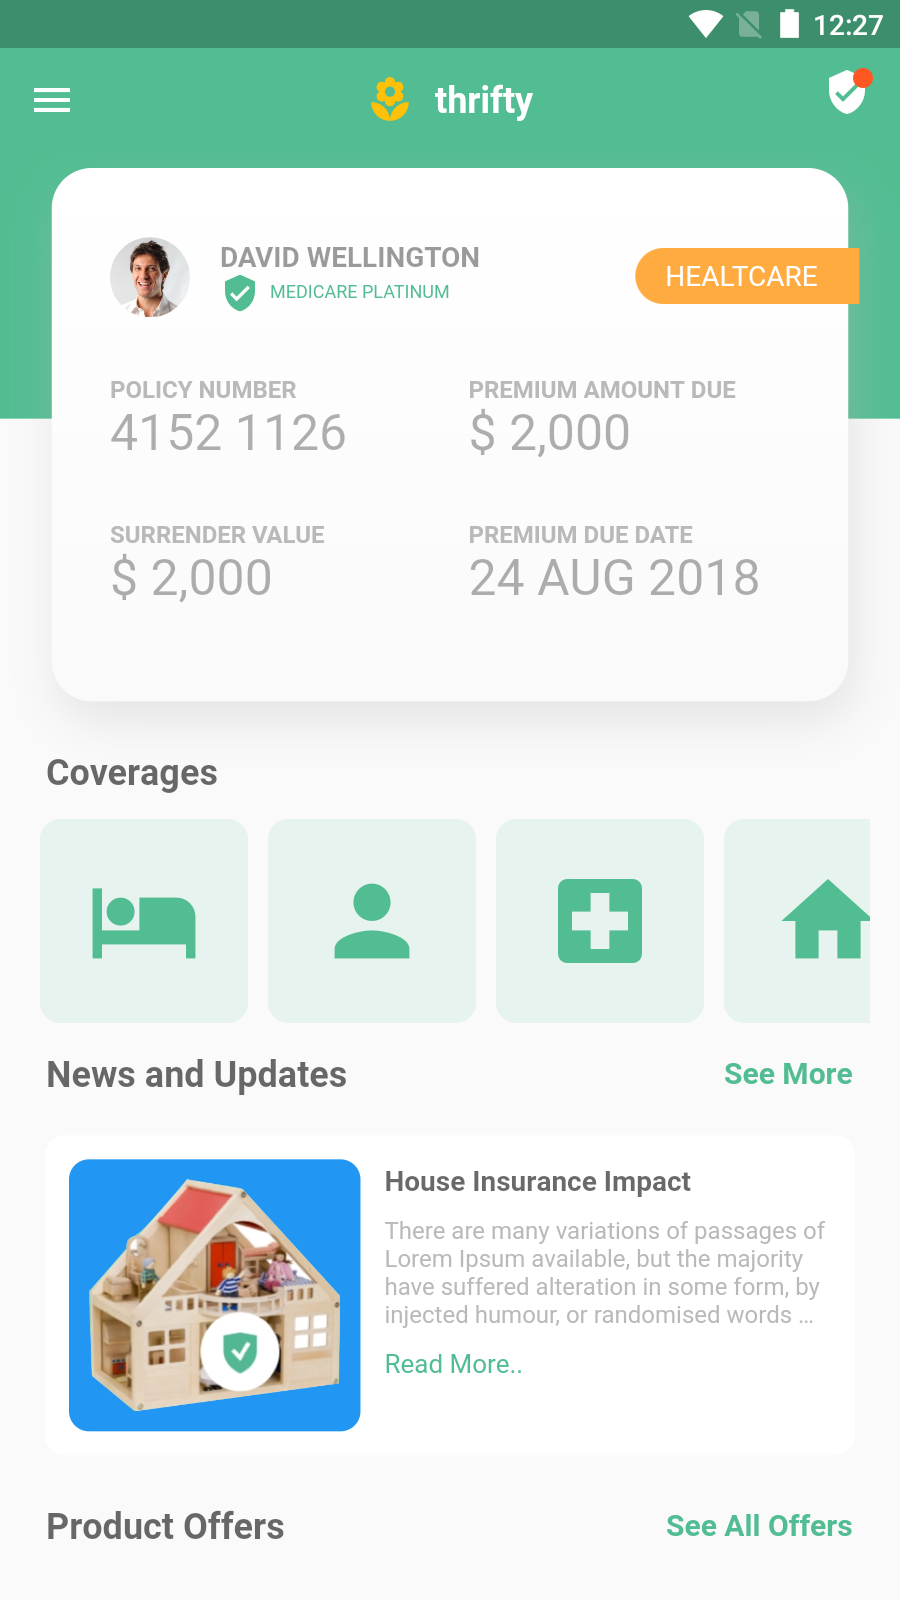 12:27
thrifty
DAVID WELLINGTON
MEDICARE PLATINUM
HEALTCARE
POLICY NUMBER
4152 1126
PREMIUM AMOUNT DUE
$ 2,000
SURRENDER VALUE
$ 2,000
PREMIUM DUE DATE
24 AUG 2018
Coverages
News and Updates
See More
House Insurance Impact
There are many variations of passages of
Lorem Ipsum available, but the majority
have suffered alteration in some form, by
injected humour, or randomised words ...
Read More..
Product Offers
See All Offers